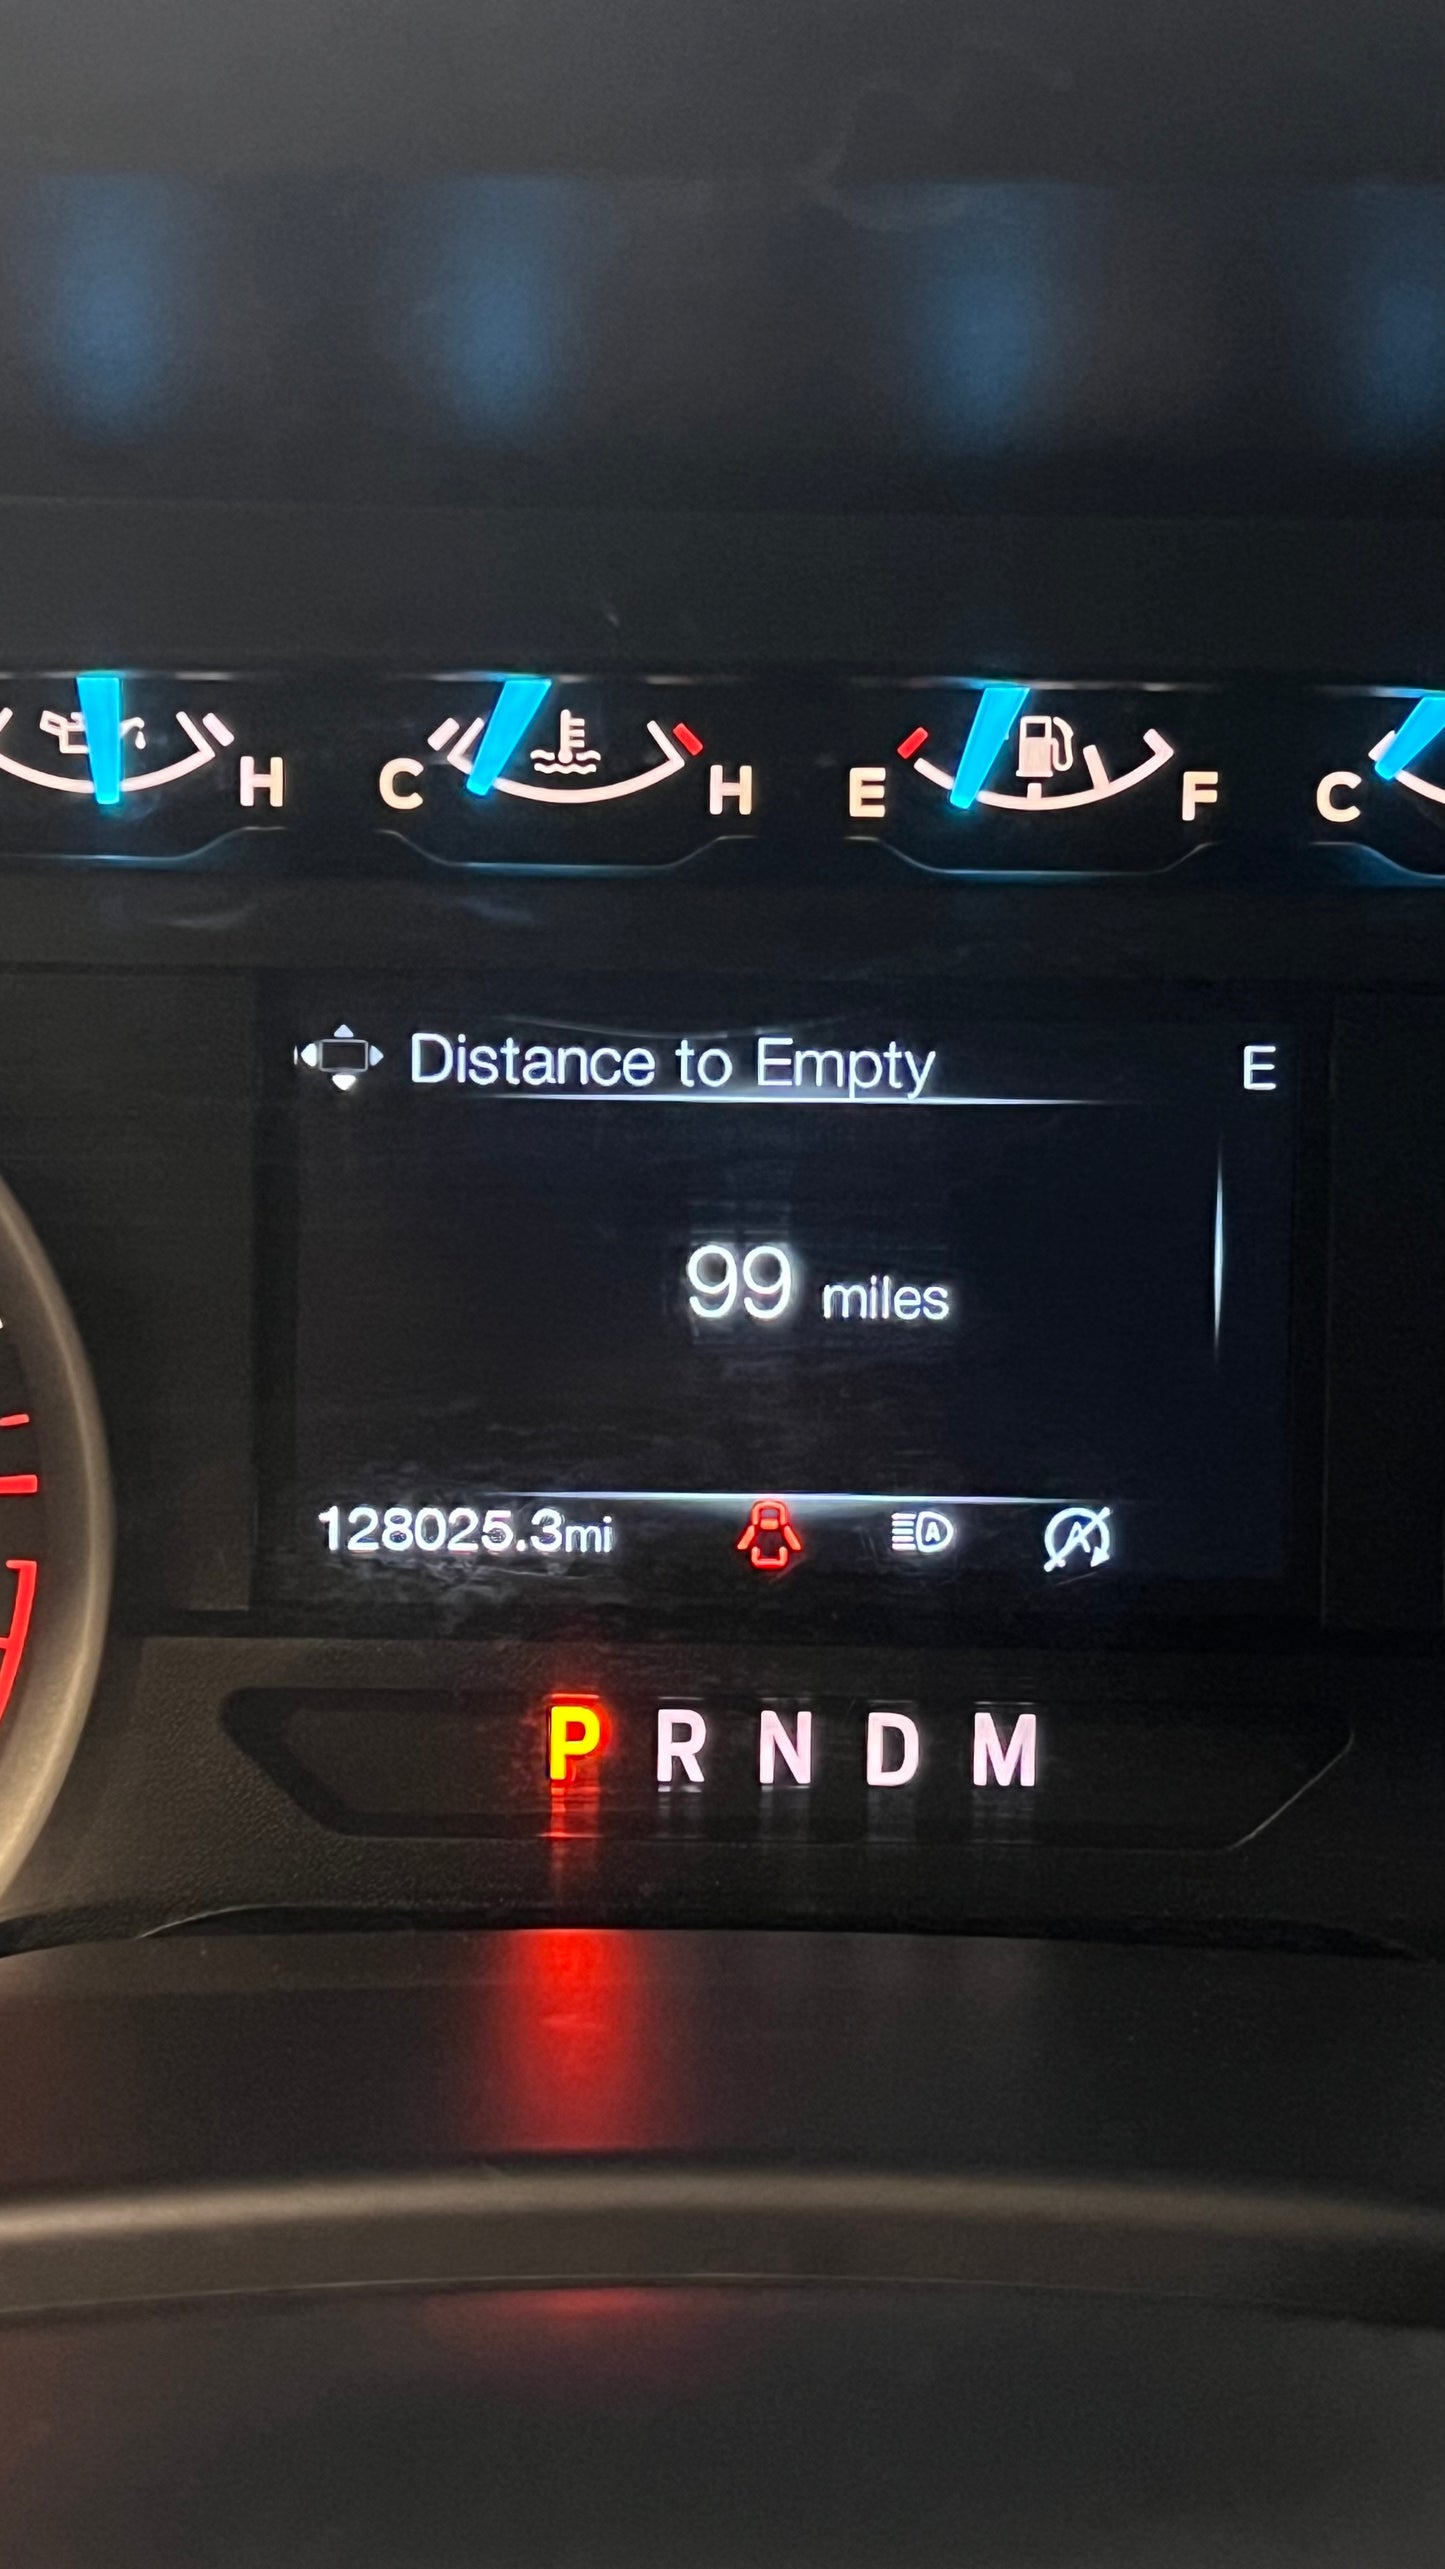 H C H E F C
Distance to Empty E
99 miles
128025.3mi A A
P R N D M